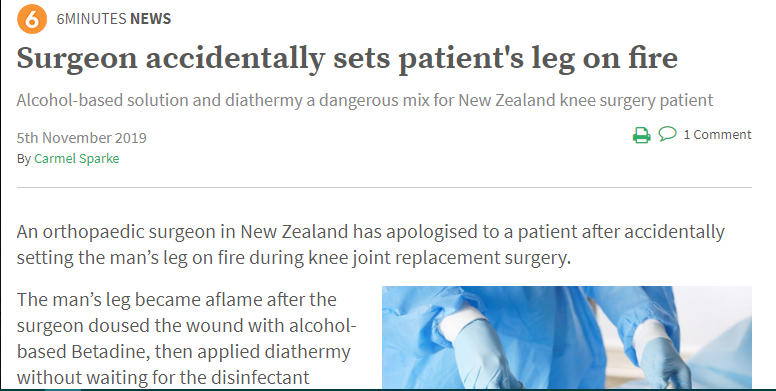 6 6MINUTES NEWS
Surgeon accidentally sets patient's leg on fire
Alcohol-based solution and diathermy a dangerous mix for New Zealand knee surgery patient
5th November 2019
1 Comment
By Carmel Sparke
An orthopaedic surgeon in New Zealand has apologised to a patient after accidentally
setting the man’s leg on fire during knee joint replacement surgery.
The man’s leg became aflame after the
surgeon doused the wound with alcohol-
based Betadine, then applied diathermy
without waiting for the disinfectant